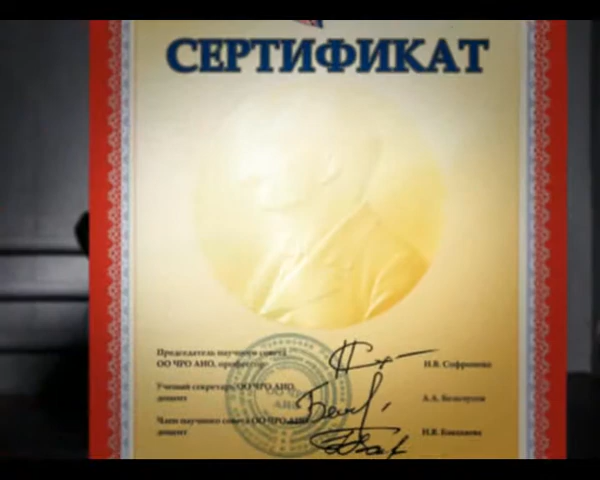 СЕРТИФИКАТ
Председатель научного совета
ОО ЧРО АНО, профессор Н.В. Софронова
Ученый секретарь ОО ЧРО АНО,
доцент А.А. Бельчусов
Член научного совета ОО ЧРО АНО,
доцент Н.В.